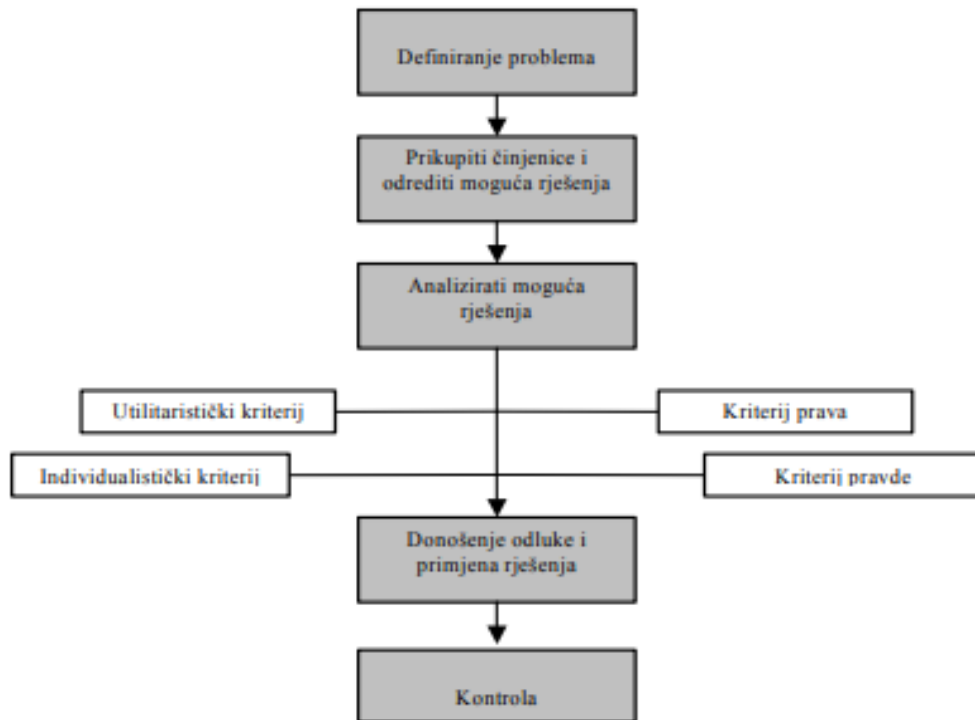 Definiranje problema
Prikupiti činjenice i
odrediti moguća rješenja
Analizirati moguća
rješenja
Utilitaristički kriterij
Kriterij prava
Individualistički kriterij
Kriterij pravde
Donošenje odluke i
primjena rješenja
Kontrola